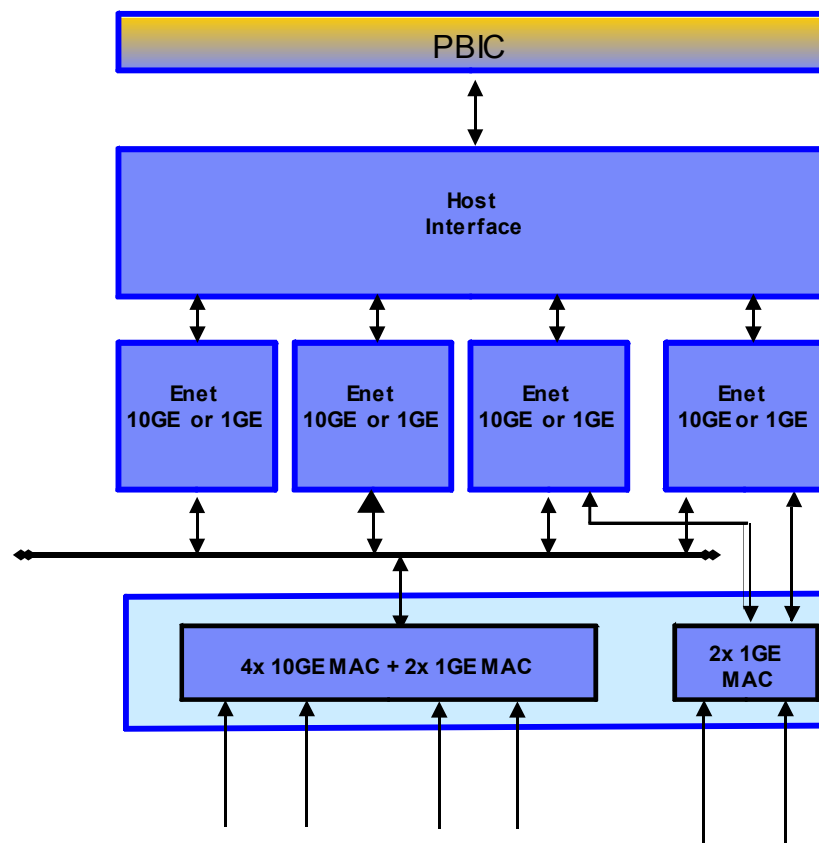 PBIC
Host
Interface
Enet
10GE or 1GE
Enet
10GE or 1GE
Enet
10GE or 1GE
Enet
10GE or 1GE
4x 10GE MAC + 2x 1GE MAC
2x 1GE
MAC